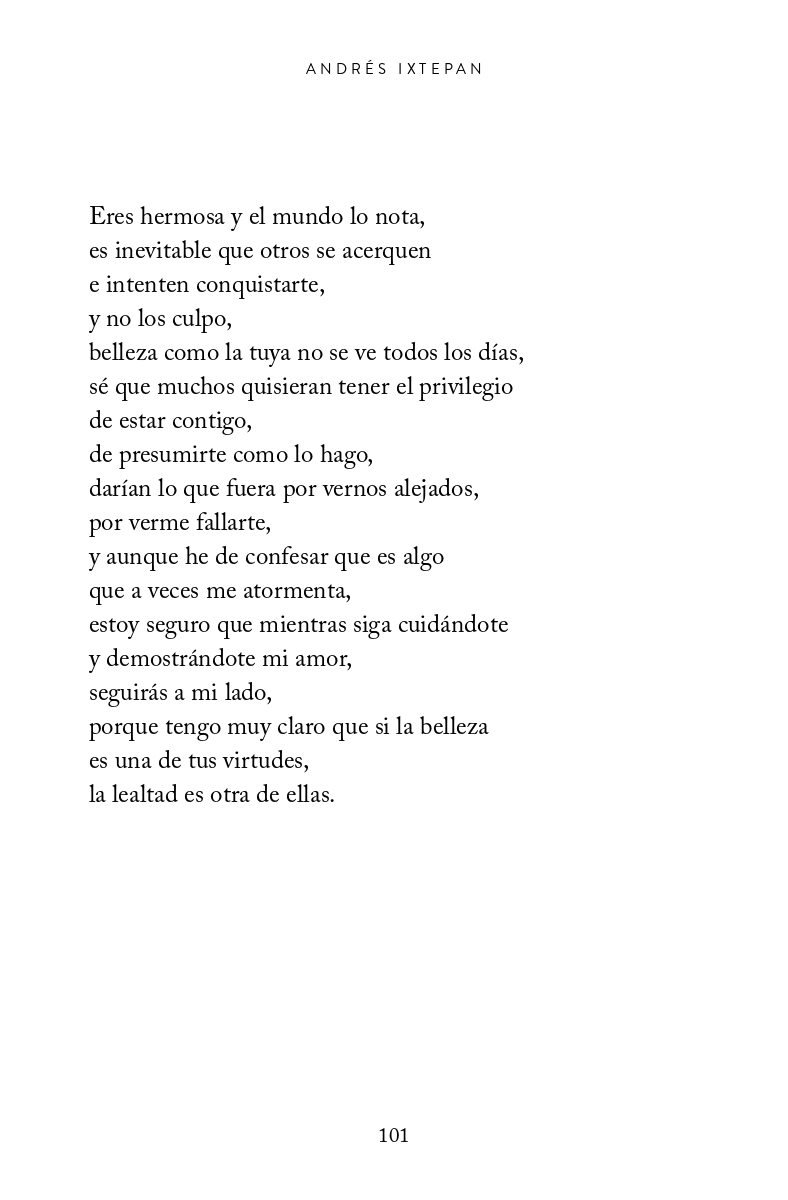 ANDRÉS IXTEPAN
Eres hermosa y el mundo lo nota,
es inevitable que otros se acerquen
e intenten conquistarte,
y no los culpo,
belleza como la tuya no se ve todos los días,
sé que muchos quisieran tener el privilegio
de estar contigo,
de presumirte como lo hago,
darían lo que fuera por vernos alejados,
por verme fallarte,
y aunque he de confesar que es algo
que a veces me atormenta,
estoy seguro que mientras siga cuidándote
y demostrándote mi amor,
seguirás a mi lado,
porque tengo muy claro que si la belleza
es una de tus virtudes,
la lealtad es otra de ellas.
101